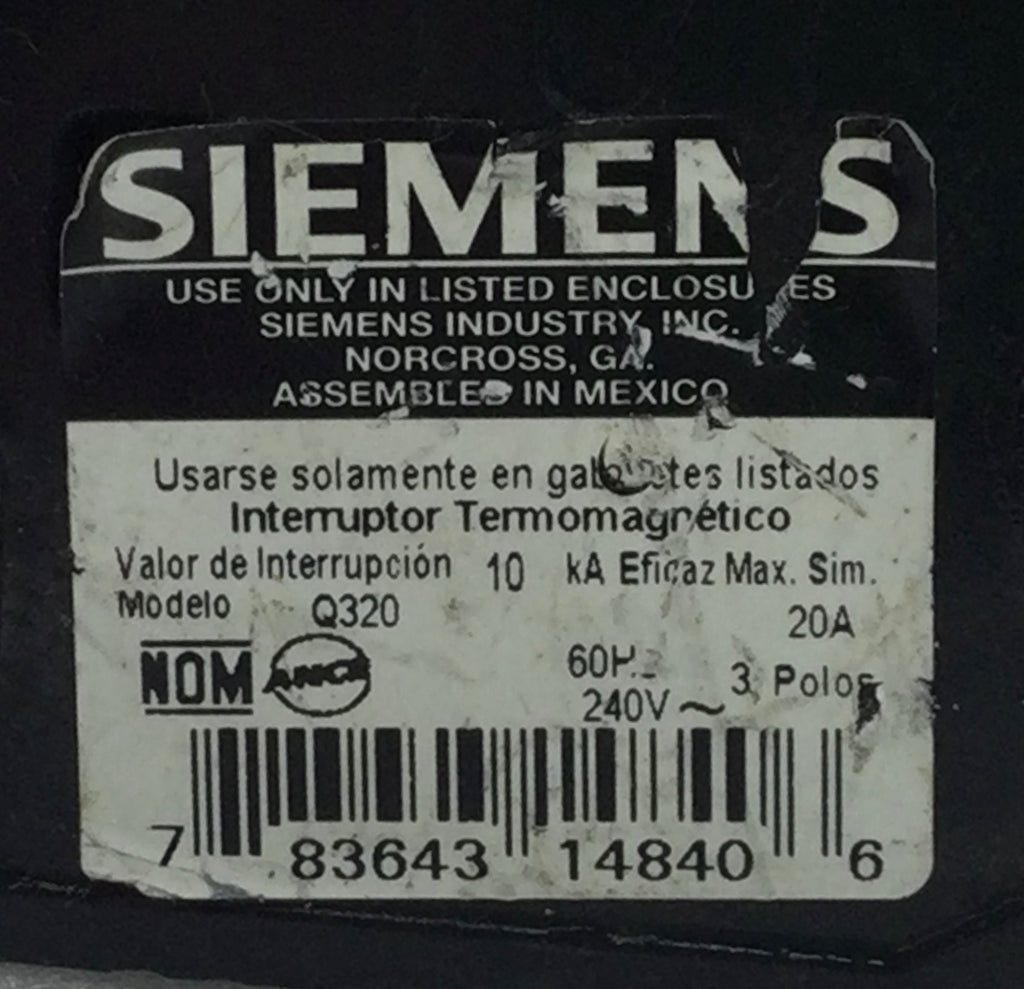 SIEMENS
USE ONLY IN LISTED ENCLOSURES
SIEMENS INDUSTRY, INC.
NORCROSS, GA.
ASSEMBLED IN MEXICO
Usarse solamente en gabinetes listados
Interruptor Termomagnético
Valor de Interrupción 10 kA Eficaz Max. Sim.
Modelo Q320 20A
NOM ANCE 60Hz 3 Polos
240V ~
7 83643 14840 6